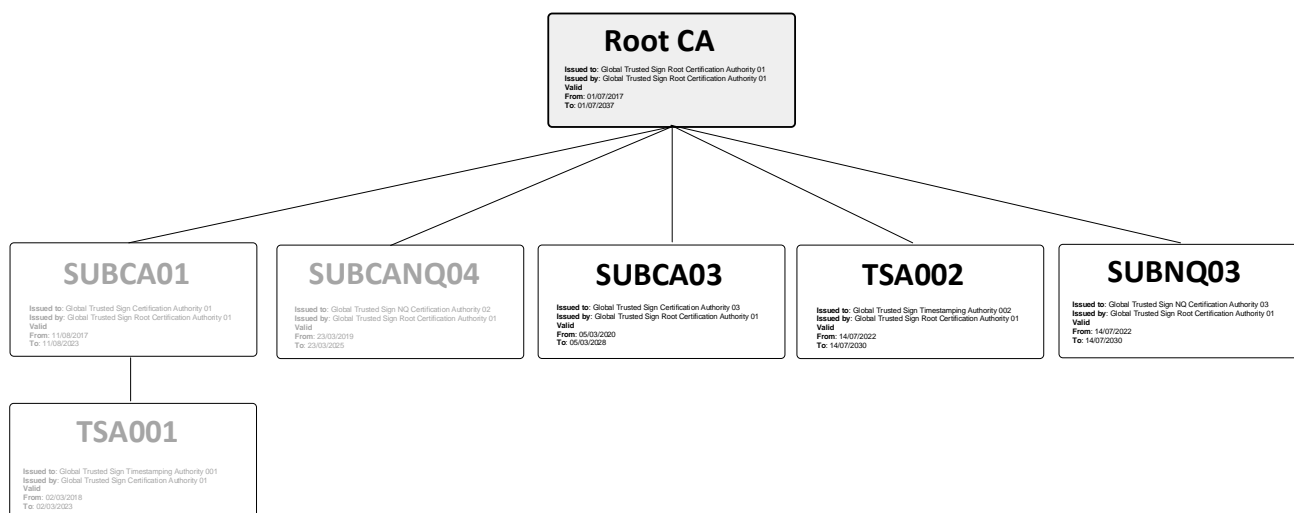 Root CA
Issued to: Global Trusted Sign Root Certification Authority 01
Issued by: Global Trusted Sign Root Certification Authority 01
Valid
From: 01/07/2017
To: 01/07/2037
SUBCA01
Issued to: Global Trusted Sign Certification Authority 01
Issued by: Global Trusted Sign Root Certification Authority 01
Valid
From: 11/08/2017
To: 11/08/2023
SUBCANQ04
Issued to: Global Trusted Sign NQ Certification Authority 02
Issued by: Global Trusted Sign Root Certification Authority 01
Valid
From: 23/03/2019
To: 23/03/2025
SUBCA03
Issued to: Global Trusted Sign Certification Authority 03
Issued by: Global Trusted Sign Root Certification Authority 01
Valid
From: 05/03/2020
To: 05/03/2028
TSA002
Issued to: Global Trusted Sign Timestamping Authority 002
Issued by: Global Trusted Sign Root Certification Authority 01
Valid
From: 14/07/2022
To: 14/07/2030
SUBNQ03
Issued to: Global Trusted Sign NQ Certification Authority 03
Issued by: Global Trusted Sign Root Certification Authority 01
Valid
From: 14/07/2022
To: 14/07/2030
TSA001
Issued to: Global Trusted Sign Timestamping Authority 001
Issued by: Global Trusted Sign Certification Authority 01
Valid
From: 02/03/2018
To: 02/03/2023